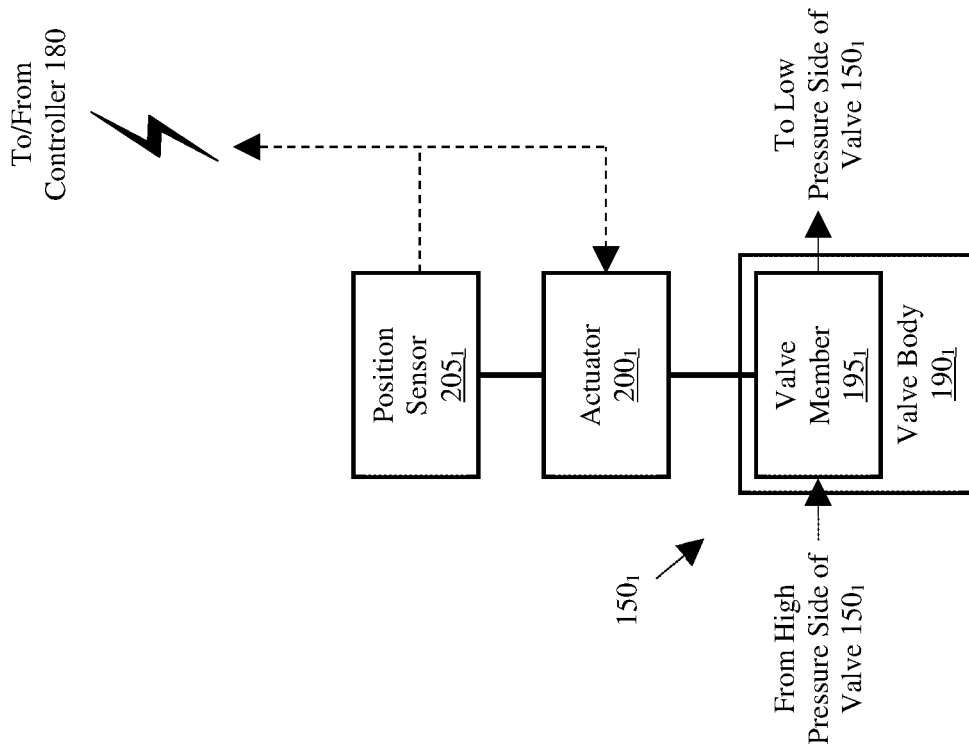 To/From
Controller 180
Position
Sensor
205₁
Actuator
200₁
Valve
Member
195₁
Valve Body
190₁
150₁
From High
Pressure Side of
Valve 150₁
To Low
Pressure Side of
Valve 150₁